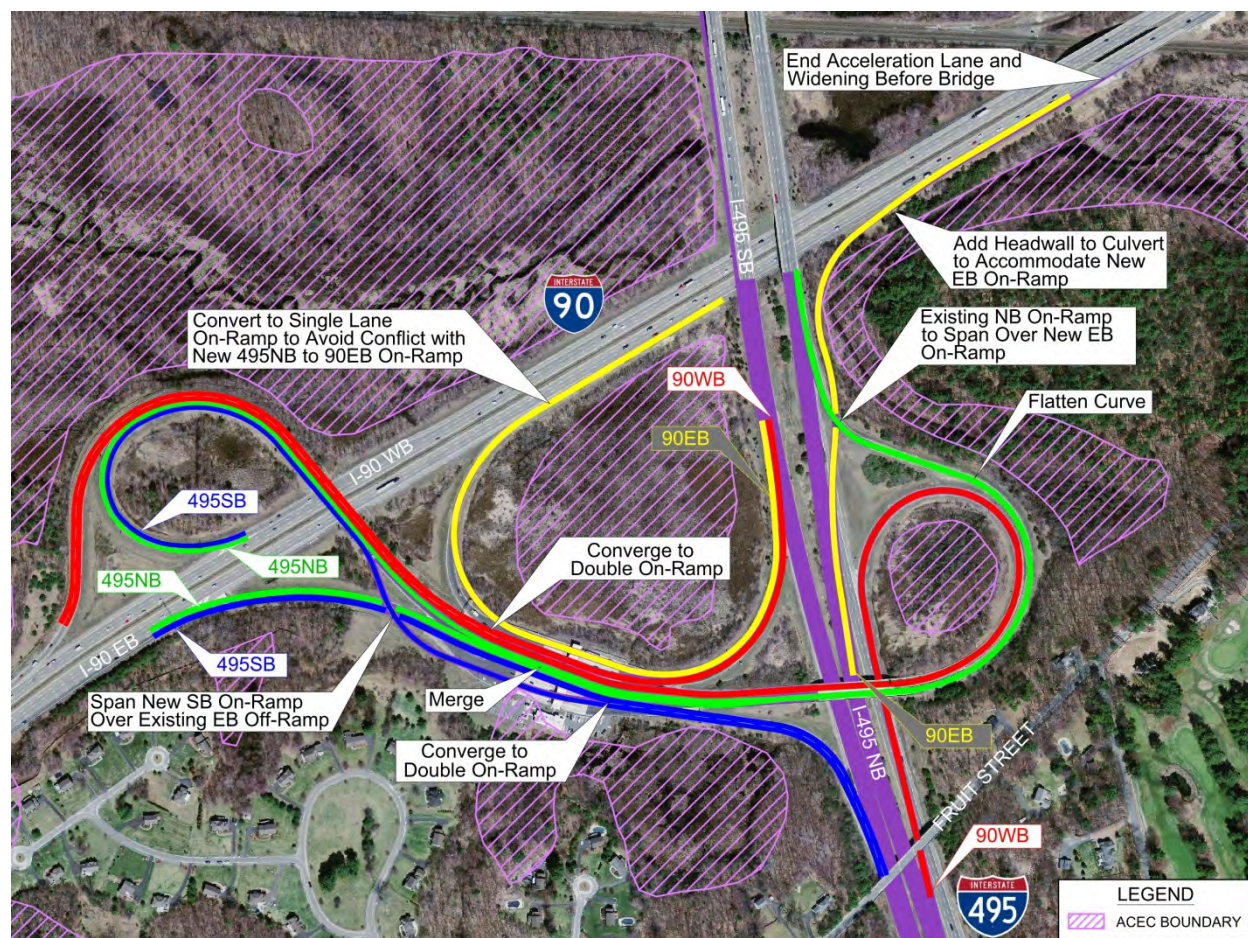 End Acceleration Lane and
Widening Before Bridge
I-495 SB
Add Headwall to Culvert
to Accommodate New
EB On-Ramp
INTERSTATE
90
Convert to Single Lane
On-Ramp to Avoid Conflict with
New 495NB to 90EB On-Ramp
Existing NB On-Ramp
to Span Over New EB
On-Ramp
90WB
Flatten Curve
90EB
I-90 WB
495SB
Converge to
Double On-Ramp
495NB
495NB
I-90 EB
495SB
Span New SB On-Ramp
Over Existing EB Off-Ramp
Merge
I-495 NB
90EB
Converge to
Double On-Ramp
FRUIT STREET
90WB
INTERSTATE
495
LEGEND
ACEC BOUNDARY